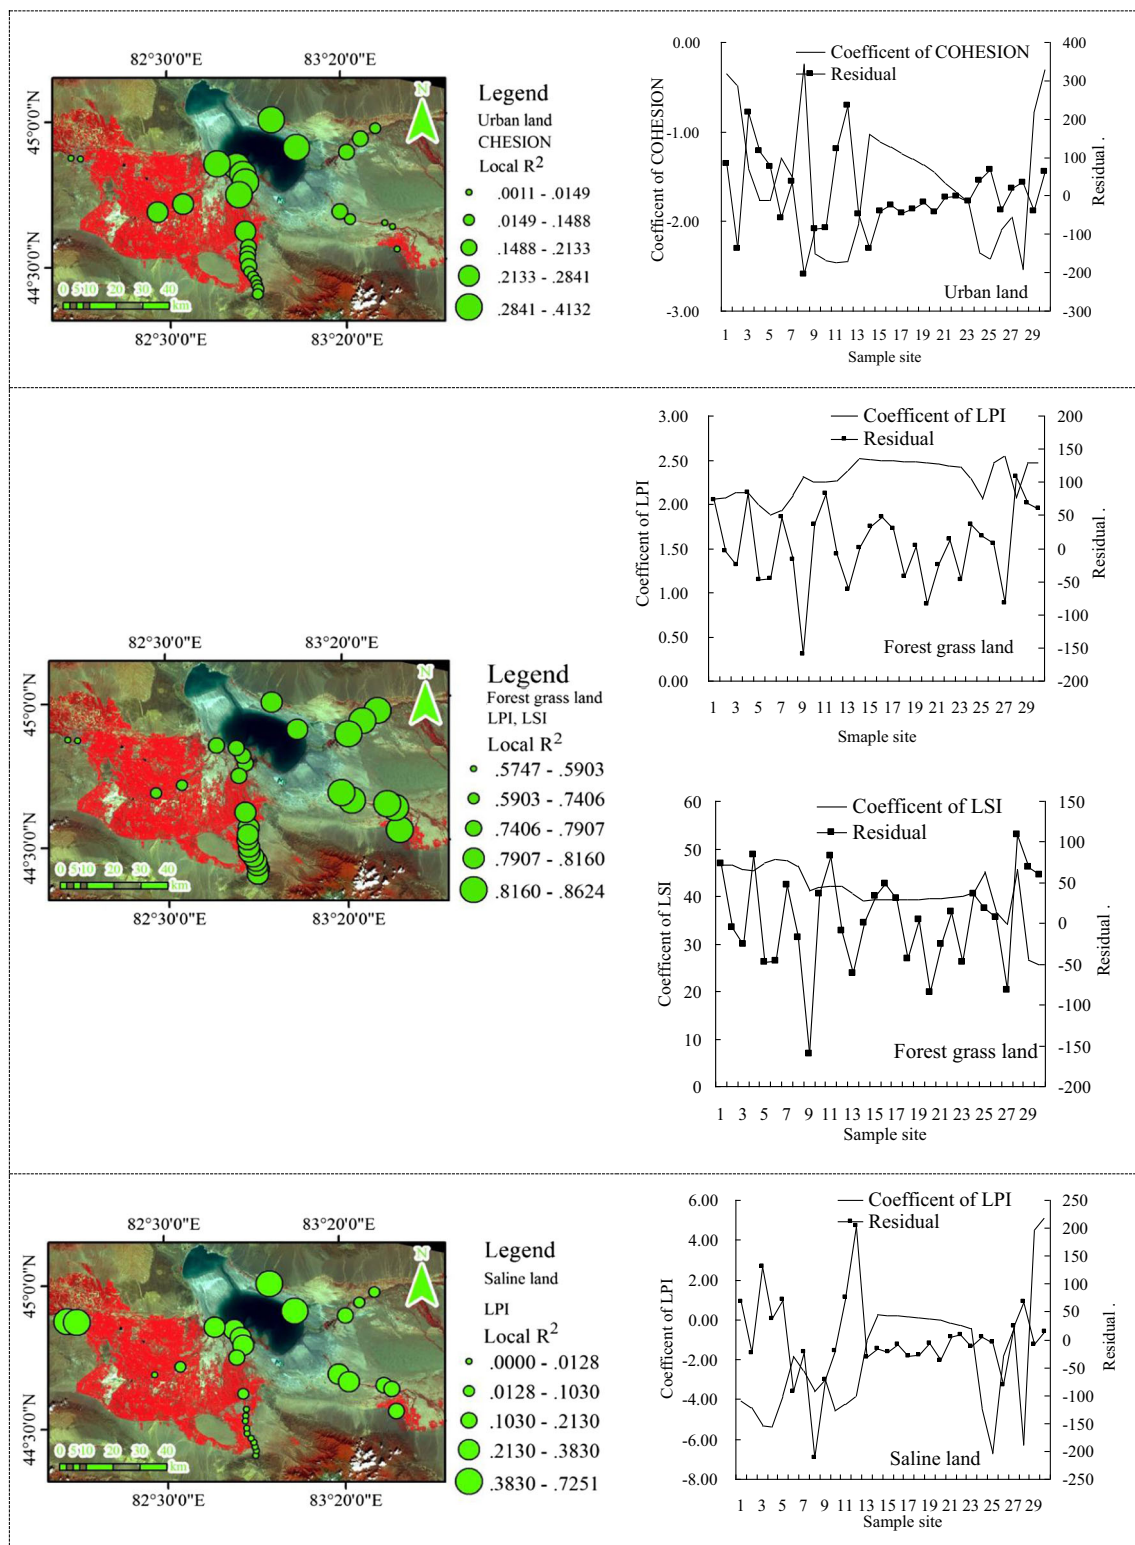 82°30'0"E 83°20'0"E
45°0'0"N
44°30'0"N
N
0 5 10 20 30 40
km
82°30'0"E 83°20'0"E
Legend
Urban land
CHESION
Local R2
.0011 - .0149
.0149 - .1488
.1488 - .2133
.2133 - .2841
.2841 - .4132
Coefficent of COHESION
Residual
0.00
-1.00
-2.00
-3.00
Coefficent of COHESION
400
300
200
100
0
-100
-200
-300
Residual .
Urban land
1 3 5 7 9 11 13 15 17 19 21 23 25 27 29
Sample site
82°30'0"E 83°20'0"E
45°0'0"N
44°30'0"N
N
0 5 10 20 30 40
km
82°30'0"E 83°20'0"E
Legend
Forest grass land
LPI, LSI
Local R2
.5747 - .5903
.5903 - .7406
.7406 - .7907
.7907 - .8160
.8160 - .8624
Coefficent of LPI
Residual
3.00
2.50
2.00
1.50
1.00
0.50
0.00
Coefficent of LPI
200
150
100
50
0
-50
-100
-150
-200
Residual .
Forest grass land
1 3 5 7 9 11 13 15 17 19 21 23 25 27 29
Smaple site
Coefficent of LSI
Residual
60
50
40
30
20
10
0
Coefficent of LSI
150
100
50
0
-50
-100
-150
-200
Residual .
Forest grass land
1 3 5 7 9 11 13 15 17 19 21 23 25 27 29
Sample site
82°30'0"E 83°20'0"E
45°0'0"N
44°30'0"N
N
0 5 10 20 30 40
km
82°30'0"E 83°20'0"E
Legend
Saline land
LPI
Local R2
.0000 - .0128
.0128 - .1030
.1030 - .2130
.2130 - .3830
.3830 - .7251
Coefficent of LPI
Residual
6.00
4.00
2.00
0.00
-2.00
-4.00
-6.00
-8.00
Coefficent of LPI
250
200
150
100
50
0
-50
-100
-150
-200
-250
Residual .
Saline land
1 3 5 7 9 11 13 15 17 19 21 23 25 27 29
Sample site